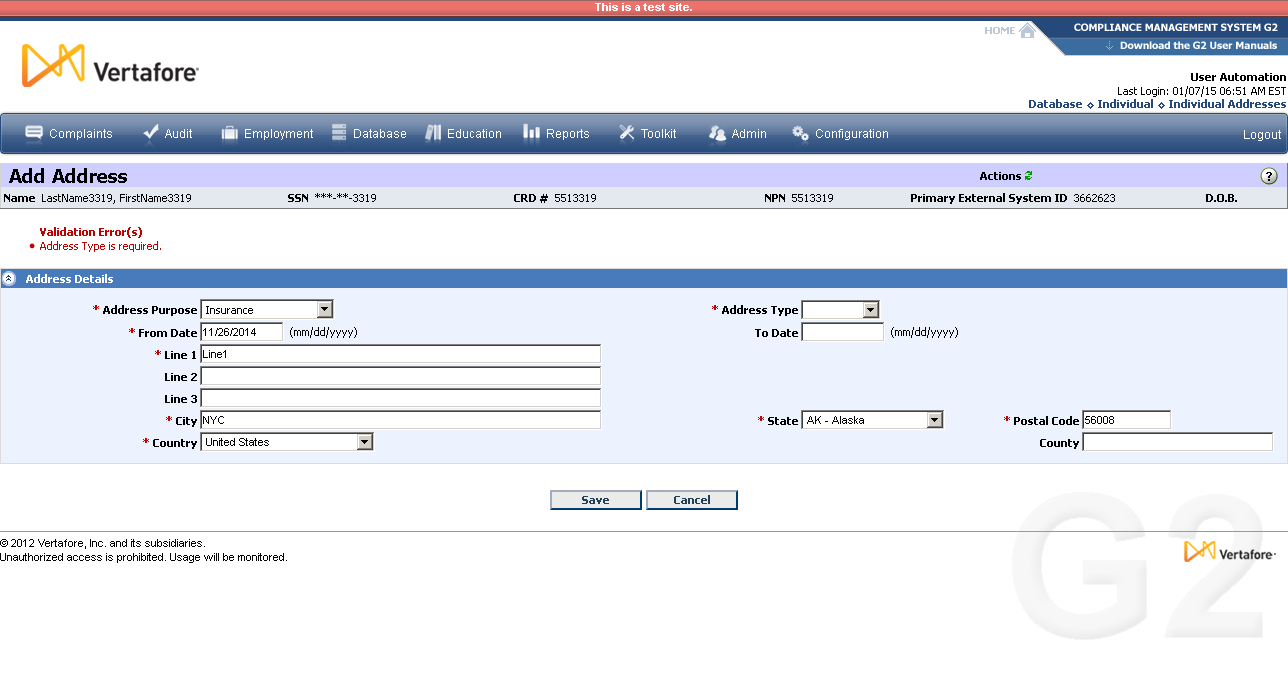 This is a test site.
HOME
COMPLIANCE MANAGEMENT SYSTEM G2
Download the G2 User Manuals
Vertafore
User Automation
Last Login: 01/07/15 06:51 AM EST
Database ⬨ Individual ⬨ Individual Addresses
Complaints Audit Employment Database Education Reports Toolkit Admin Configuration Logout
Add Address Actions ?
Name LastName3319, FirstName3319 SSN ***-**-3319 CRD # 5513319 NPN 5513319 Primary External System ID 3662623 D.O.B.
Validation Error(s)
• Address Type is required.
Address Details
* Address Purpose Insurance * Address Type
* From Date 11/26/2014 (mm/dd/yyyy) To Date (mm/dd/yyyy)
* Line 1 Line1
Line 2
Line 3
* City NYC * State AK - Alaska * Postal Code 56008
* Country United States County
Save Cancel
© 2012 Vertafore, Inc. and its subsidiaries.
Unauthorized access is prohibited. Usage will be monitored.
Vertafore
G2